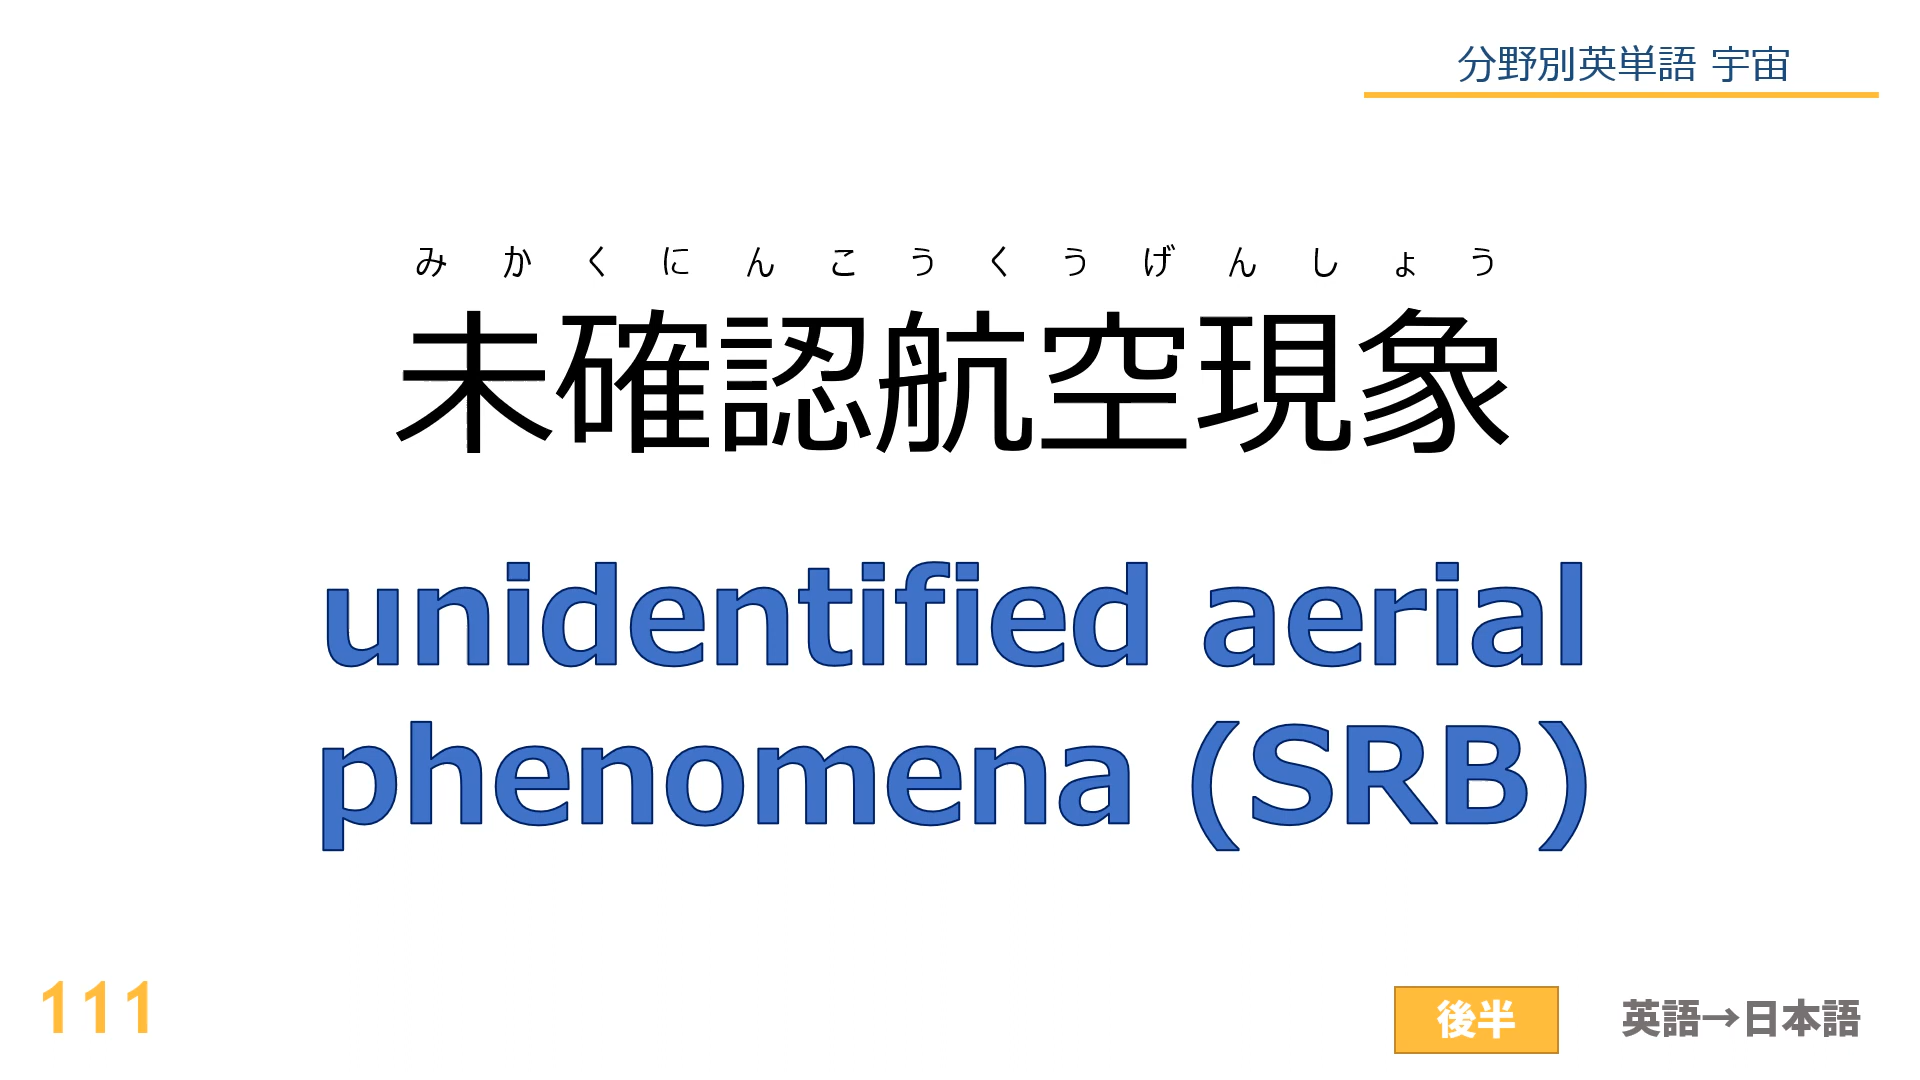 分野別英単語 宇宙
みかくにんこうくうげんしょう
未確認航空現象
unidentified aerial
phenomena (SRB)
111
後半
英語→日本語